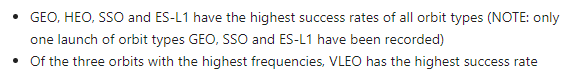 • GEO, HEO, SSO and ES-L1 have the highest success rates of all orbit types (NOTE: only
one launch of orbit types GEO, SSO and ES-L1 have been recorded)
• Of the three orbits with the highest frequencies, VLEO has the highest success rate